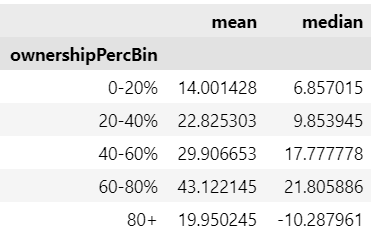 mean median
ownershipPercBin
0-20% 14.001428 6.857015
20-40% 22.825303 9.853945
40-60% 29.906653 17.777778
60-80% 43.122145 21.805886
80+ 19.950245 -10.287961